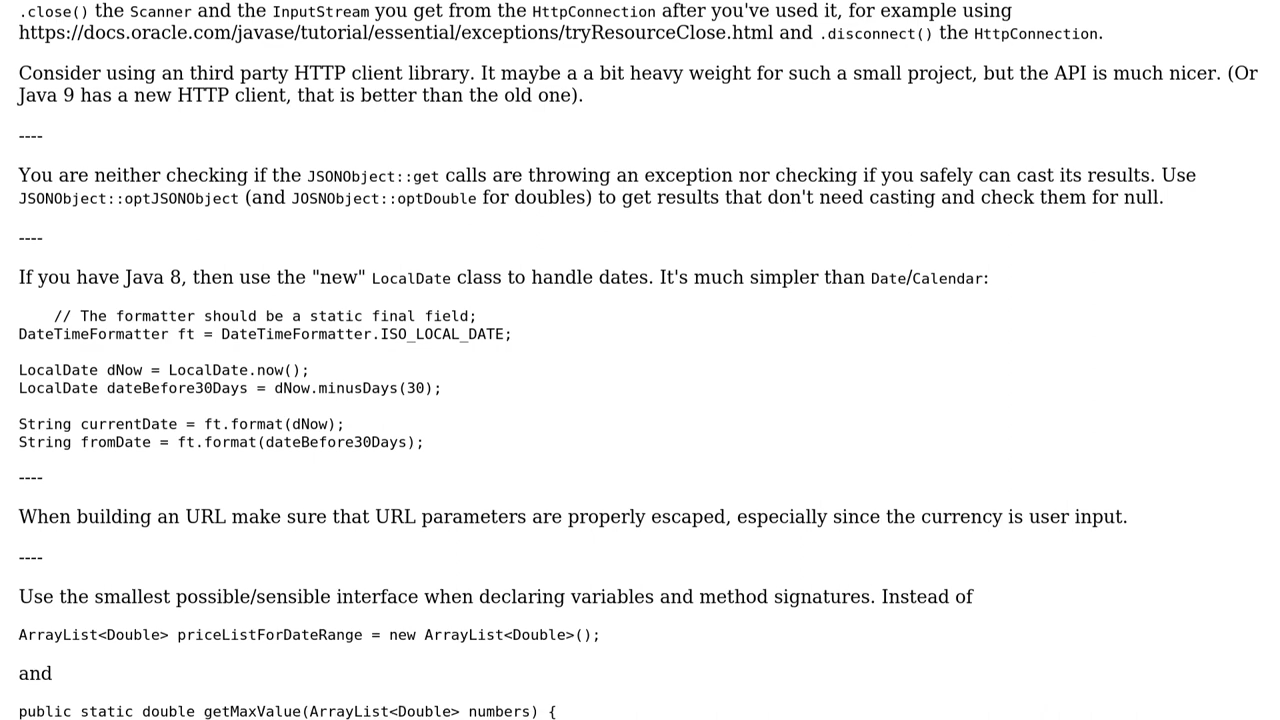 .close() the Scanner and the InputStream you get from the HttpConnection after you've used it, for example using
https://docs.oracle.com/javase/tutorial/essential/exceptions/tryResourceClose.html and .disconnect() the HttpConnection.
Consider using an third party HTTP client library. It maybe a a bit heavy weight for such a small project, but the API is much nicer. (Or
Java 9 has a new HTTP client, that is better than the old one).
----
You are neither checking if the JSONObject::get calls are throwing an exception nor checking if you safely can cast its results. Use
JSONObject::optJSONObject (and JOSNObject::optDouble for doubles) to get results that don't need casting and check them for null.
----
If you have Java 8, then use the "new" LocalDate class to handle dates. It's much simpler than Date/Calendar:
// The formatter should be a static final field;
DateTimeFormatter ft = DateTimeFormatter.ISO_LOCAL_DATE;
LocalDate dNow = LocalDate.now();
LocalDate dateBefore30Days = dNow.minusDays(30);
String currentDate = ft.format(dNow);
String fromDate = ft.format(dateBefore30Days);
----
When building an URL make sure that URL parameters are properly escaped, especially since the currency is user input.
----
Use the smallest possible/sensible interface when declaring variables and method signatures. Instead of
ArrayList<Double> priceListForDateRange = new ArrayList<Double>();
and
public static double getMaxValue(ArrayList<Double> numbers) {